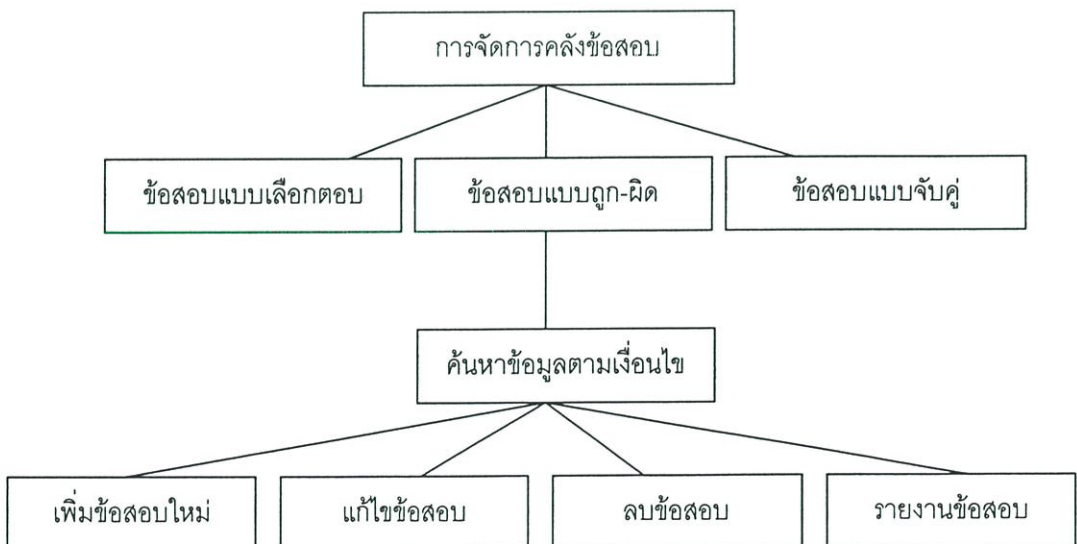 การจัดการคลังข้อสอบ
ข้อสอบแบบเลือกตอบ
ข้อสอบแบบถูก-ผิด
ข้อสอบแบบจับคู่
ค้นหาข้อมูลตามเงื่อนไข
เพิ่มข้อสอบใหม่
แก้ไขข้อสอบ
ลบข้อสอบ
รายงานข้อสอบ